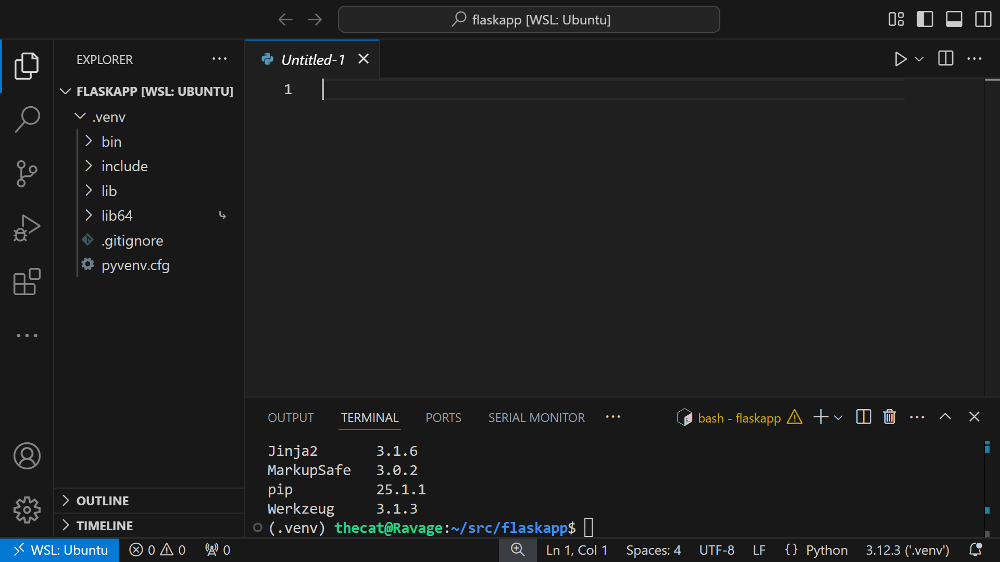 flaskapp [WSL: Ubuntu]
EXPLORER
FLASKAPP [WSL: UBUNTU]
.venv
bin
include
lib
lib64
.gitignore
pyvenv.cfg
OUTLINE
TIMELINE
Untitled-1
1
OUTPUT TERMINAL PORTS SERIAL MONITOR bash - flaskapp
Jinja2 3.1.6
MarkupSafe 3.0.2
pip 25.1.1
Werkzeug 3.1.3
(.venv) thecat@Ravage:~/src/flaskapp$
WSL: Ubuntu 0 0 0 Ln 1, Col 1 Spaces: 4 UTF-8 LF {} Python 3.12.3 ('.venv')